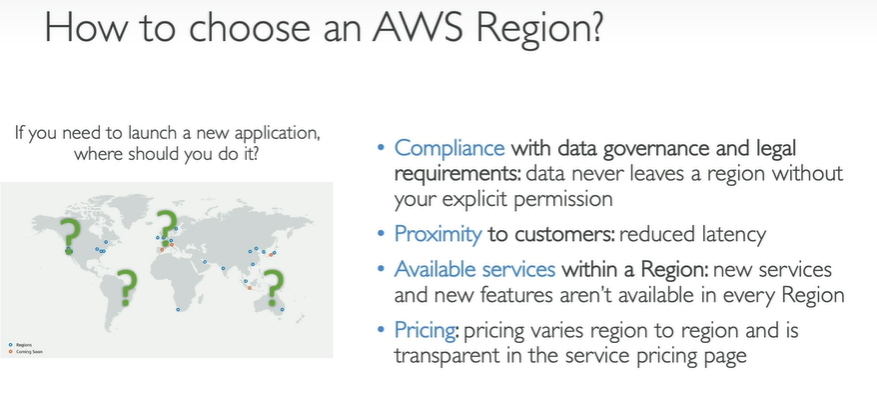 How to choose an AWS Region?
If you need to launch a new application,
where should you do it?
? ? ? ?
Regions
Coming Soon
• Compliance with data governance and legal
requirements: data never leaves a region without
your explicit permission
• Proximity to customers: reduced latency
• Available services within a Region: new services
and new features aren't available in every Region
• Pricing: pricing varies region to region and is
transparent in the service pricing page